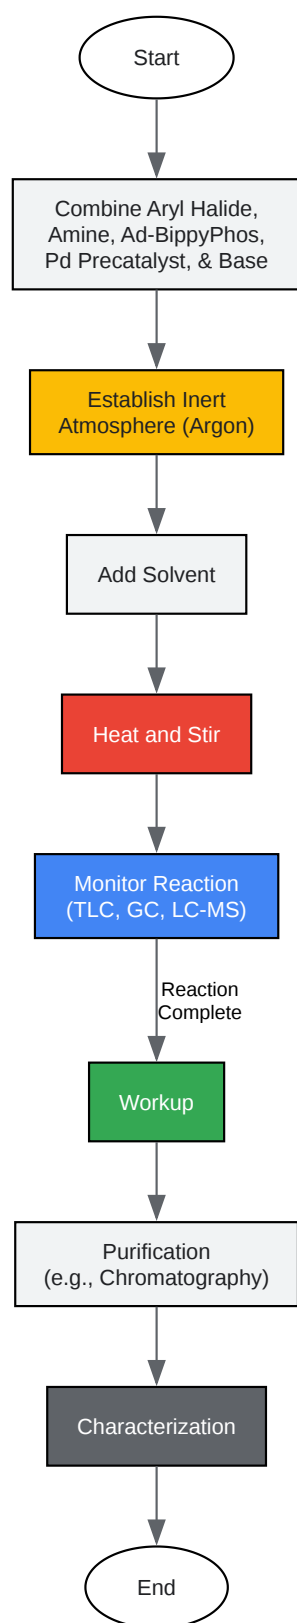 Start
Combine Aryl Halide,
Amine, Ad-BippyPhos,
Pd Precatalyst, & Base
Establish Inert
Atmosphere (Argon)
Add Solvent
Heat and Stir
Monitor Reaction
(TLC, GC, LC-MS)
Reaction
Complete
Workup
Purification
(e.g., Chromatography)
Characterization
End